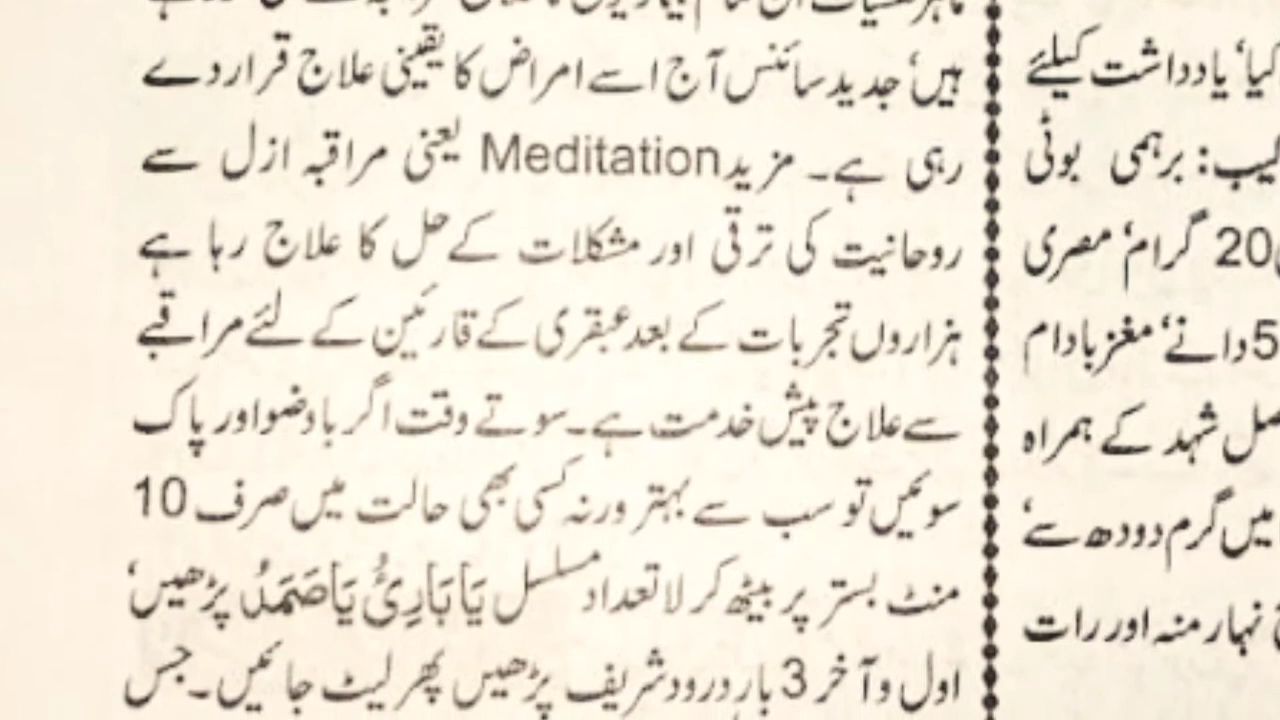 ہیں، جدید سائنس آج اسے امراض کا یقینی علاج قرار دے
رہی ہے۔ مزید Meditation یعنی مراقبہ ازل سے
روحانیت کی ترقی اور مشکلات کے حل کا علاج رہا ہے
ہزاروں تجربات کے بعد عبقری کے قارئین کے لئے مراقبے
سے علاج پیش خدمت ہے۔ سوتے وقت اگر باوضو اور پاک
سوئیں تو سب سے بہتر ورنہ کسی بھی حالت میں صرف 10
منٹ بستر پر بیٹھ کر لاتعداد مسلسل یَا بَارِئُ یَا صَمَدُ پڑھیں،
اول و آخر 3 بار درود شریف پڑھیں پھر لیٹ جائیں۔ جس
کیا، یادداشت کیلئے
برہمی بوٹی
20 گرام، مصری
5 دانے، مغز بادام
شہد کے ہمراہ
میں گرم دودھ سے،
نہار منہ اور رات